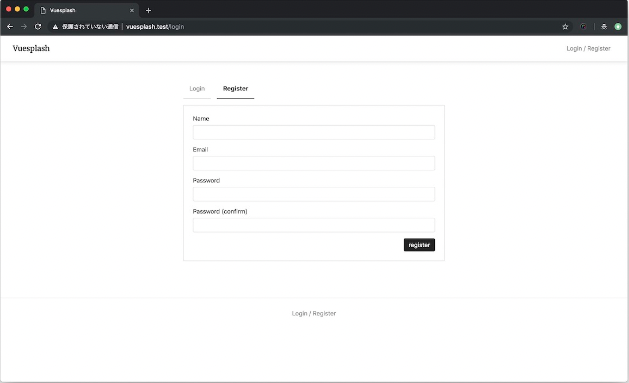 Vuesplash
保護されていない通信 | vuesplash.test/login
Vuesplash
Login / Register
Login
Register
Name
Email
Password
Password (confirm)
register
Login / Register